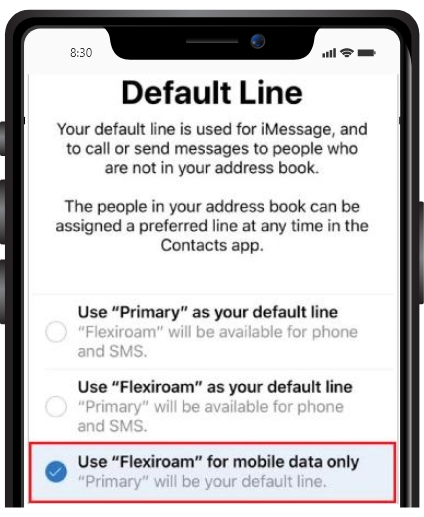 8:30
Default Line
Your default line is used for iMessage, and
to call or send messages to people who
are not in your address book.
The people in your address book can be
assigned a preferred line at any time in the
Contacts app.
Use “Primary” as your default line
“Flexiroam” will be available for phone
and SMS.
Use “Flexiroam” as your default line
“Primary” will be available for phone
and SMS.
Use “Flexiroam” for mobile data only
“Primary” will be your default line.